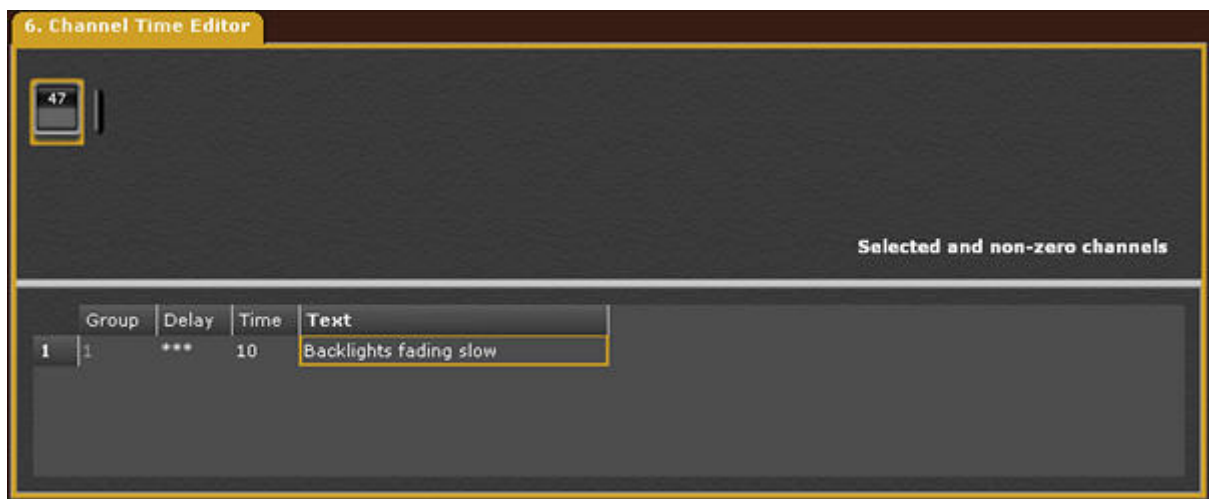 6. Channel Time Editor
47
Selected and non-zero channels
Group Delay Time Text
1 1 *** 10 Backlights fading slow